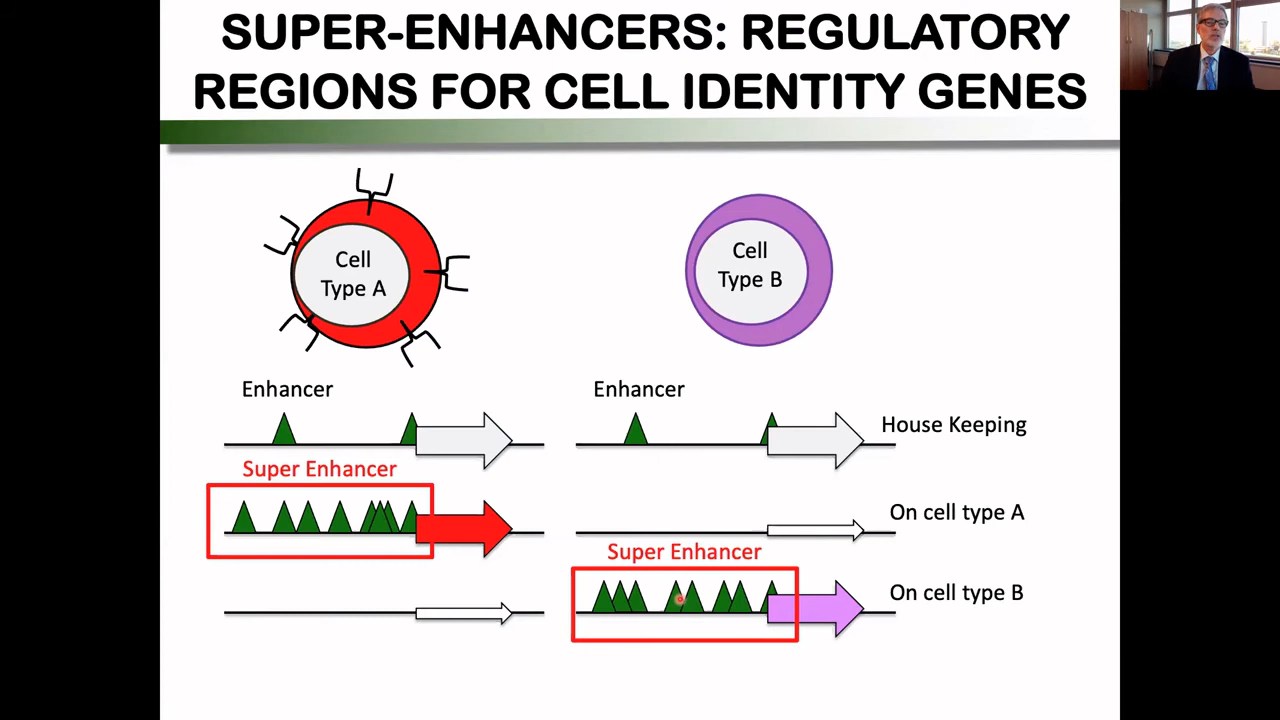 SUPER-ENHANCERS: REGULATORY
REGIONS FOR CELL IDENTITY GENES
Cell
Type A
Cell
Type B
Enhancer
Enhancer
House Keeping
Super Enhancer
On cell type A
Super Enhancer
On cell type B